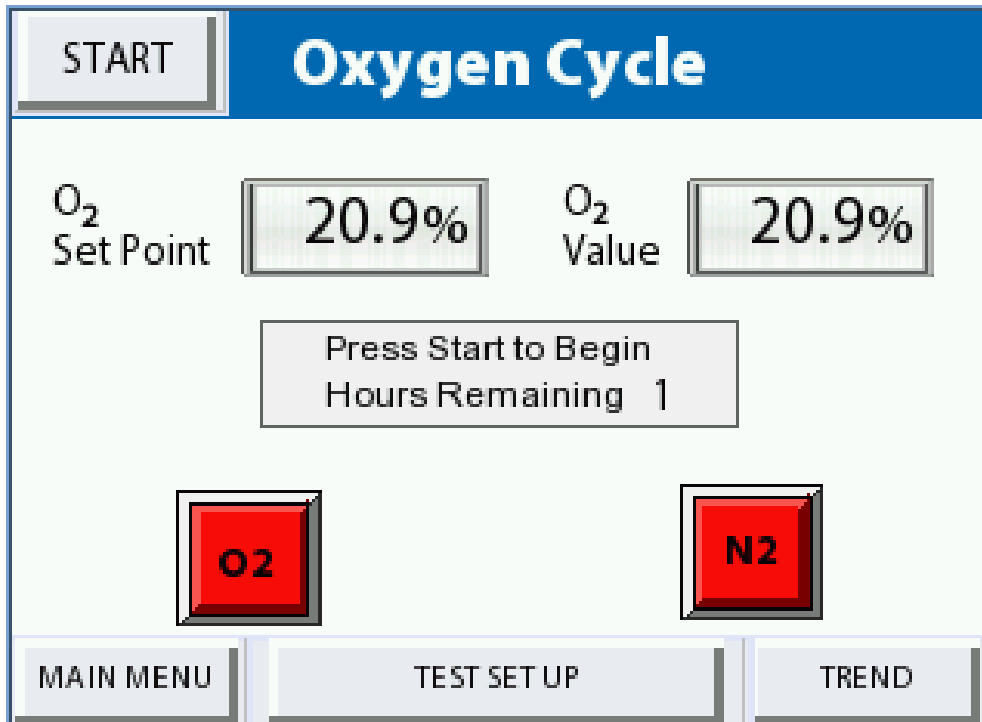 START
Oxygen Cycle
O₂
Set Point
20.9%
O₂
Value
20.9%
Press Start to Begin
Hours Remaining 1
O2
N2
MAIN MENU
TEST SET UP
TREND